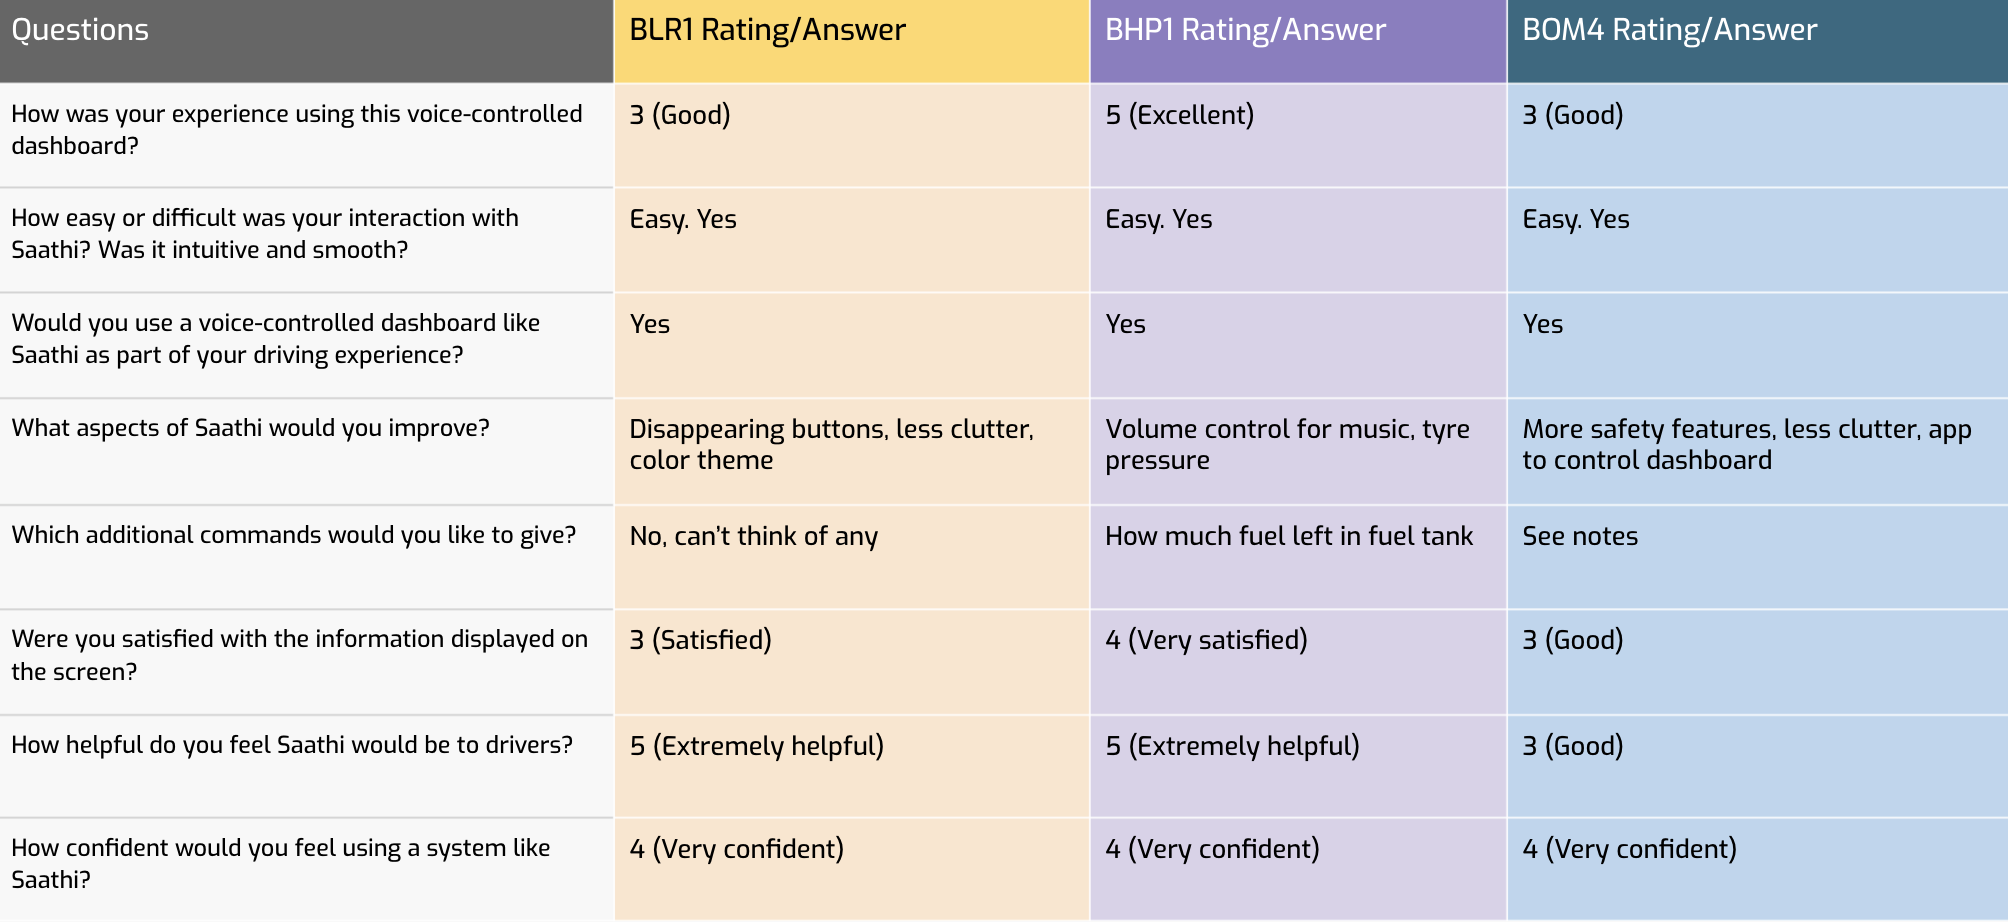 Questions
BLR1 Rating/Answer
BHP1 Rating/Answer
BOM4 Rating/Answer
How was your experience using this voice-controlled
dashboard?
3 (Good)
5 (Excellent)
3 (Good)
How easy or difficult was your interaction with
Saathi? Was it intuitive and smooth?
Easy. Yes
Easy. Yes
Easy. Yes
Would you use a voice-controlled dashboard like
Saathi as part of your driving experience?
Yes
Yes
Yes
What aspects of Saathi would you improve?
Disappearing buttons, less clutter,
color theme
Volume control for music, tyre
pressure
More safety features, less clutter, app
to control dashboard
Which additional commands would you like to give?
No, can’t think of any
How much fuel left in fuel tank
See notes
Were you satisfied with the information displayed on
the screen?
3 (Satisfied)
4 (Very satisfied)
3 (Good)
How helpful do you feel Saathi would be to drivers?
5 (Extremely helpful)
5 (Extremely helpful)
3 (Good)
How confident would you feel using a system like
Saathi?
4 (Very confident)
4 (Very confident)
4 (Very confident)